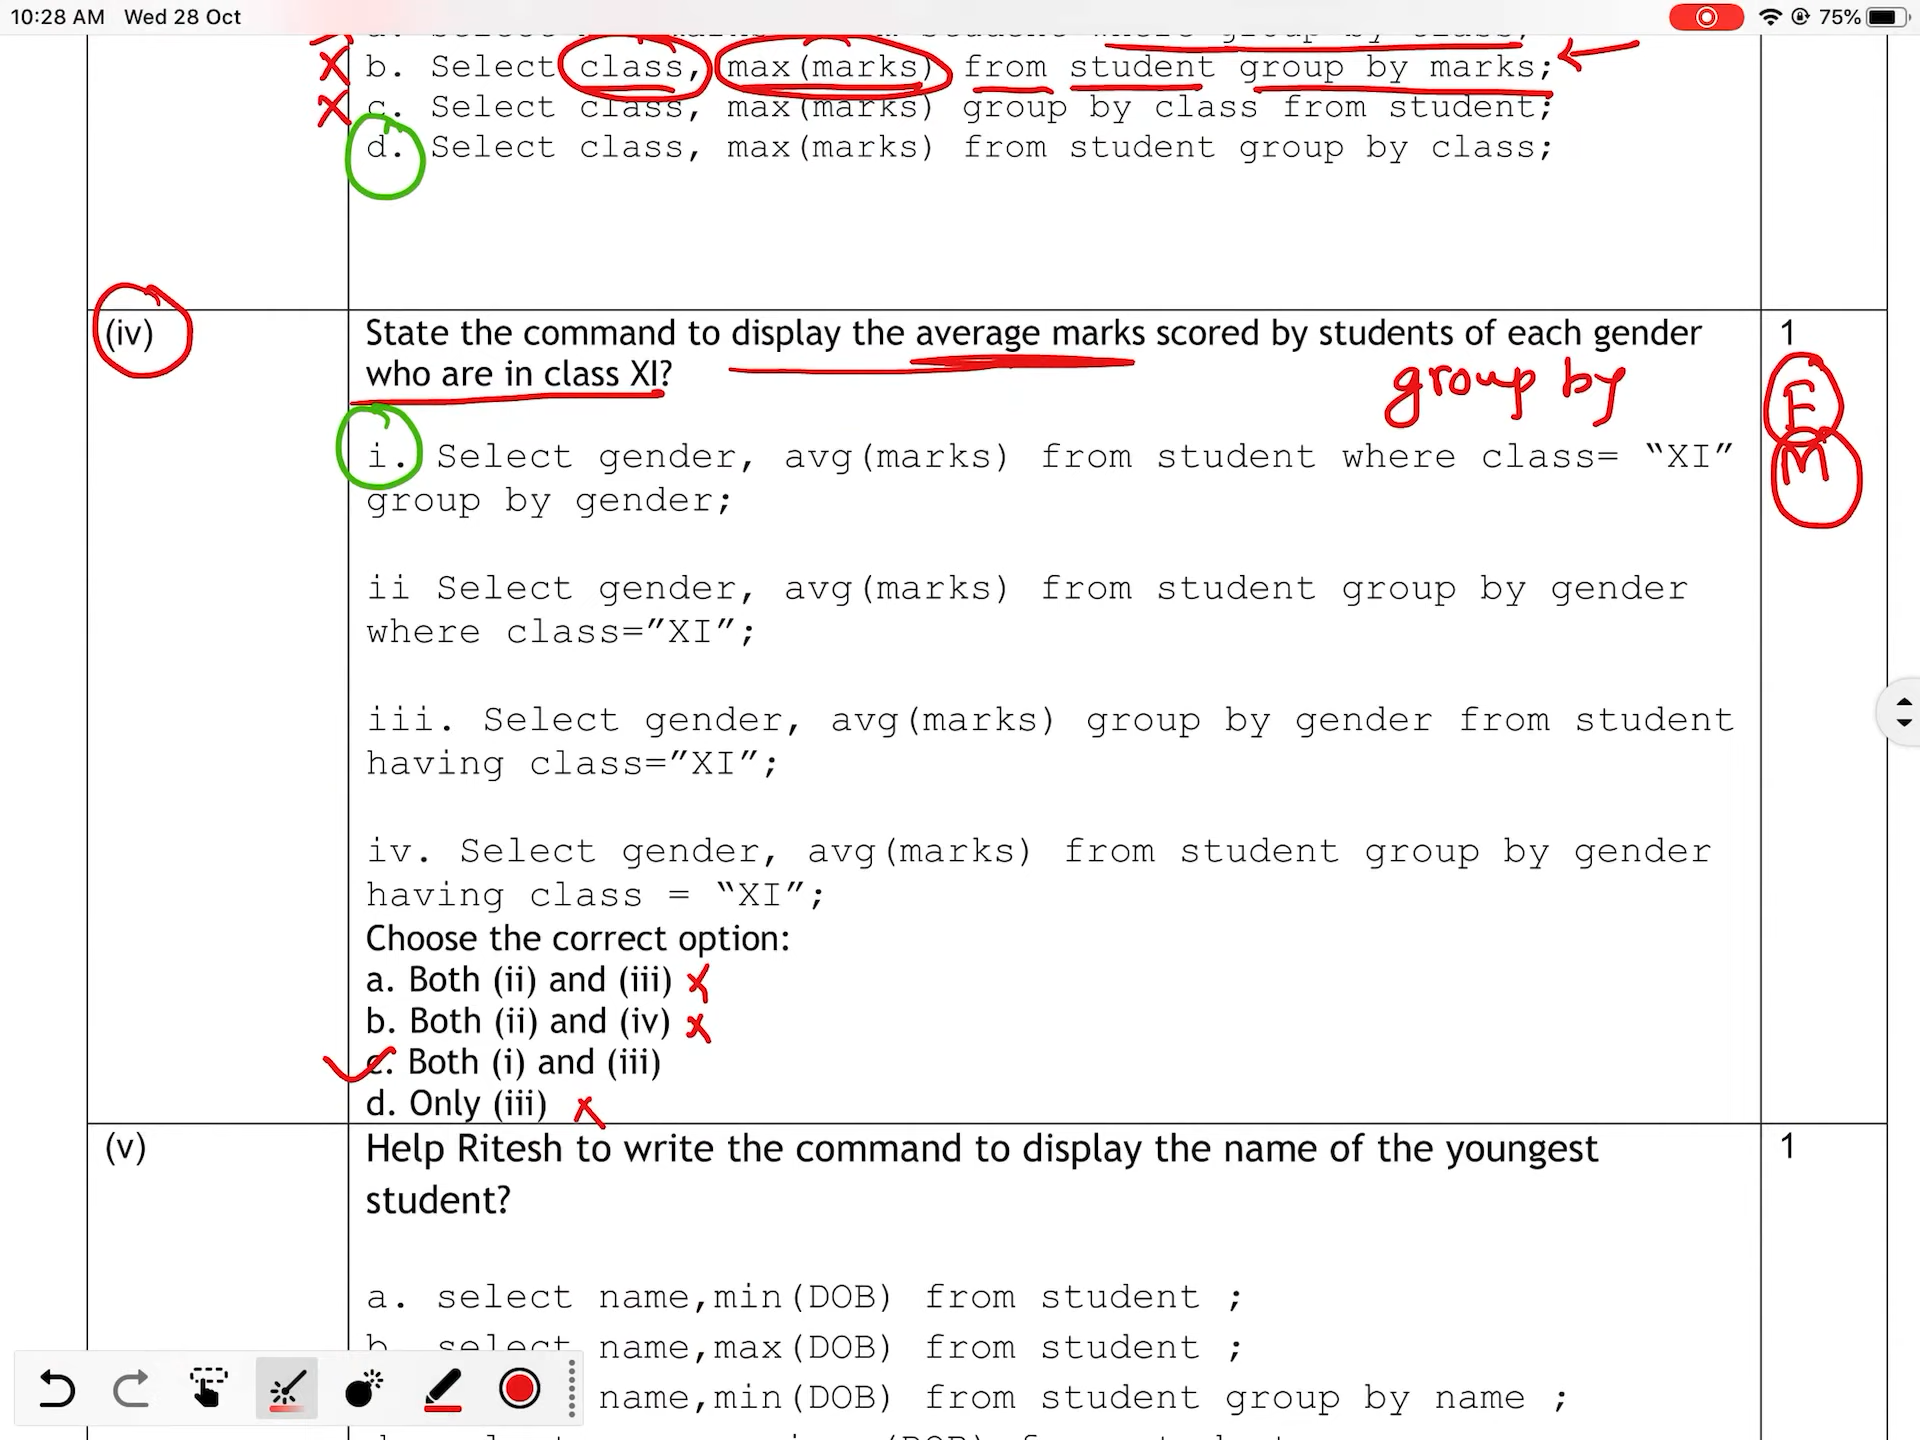 10:28 AM Wed 28 Oct
75%
b. Select class, max(marks) from student group by marks;
c. Select class, max(marks) group by class from student;
d. Select class, max(marks) from student group by class;
(iv)
State the command to display the average marks scored by students of each gender
1
who are in class XI?
group by
F
M
i. Select gender, avg(marks) from student where class= “XI”
group by gender;
ii Select gender, avg(marks) from student group by gender
where class=”XI”;
iii. Select gender, avg(marks) group by gender from student
having class=”XI”;
iv. Select gender, avg(marks) from student group by gender
having class = “XI”;
Choose the correct option:
a. Both (ii) and (iii)
b. Both (ii) and (iv)
c. Both (i) and (iii)
d. Only (iii)
(v)
Help Ritesh to write the command to display the name of the youngest
1
student?
a. select name,min(DOB) from student ;
b. select name,max(DOB) from student ;
name,min(DOB) from student group by name ;